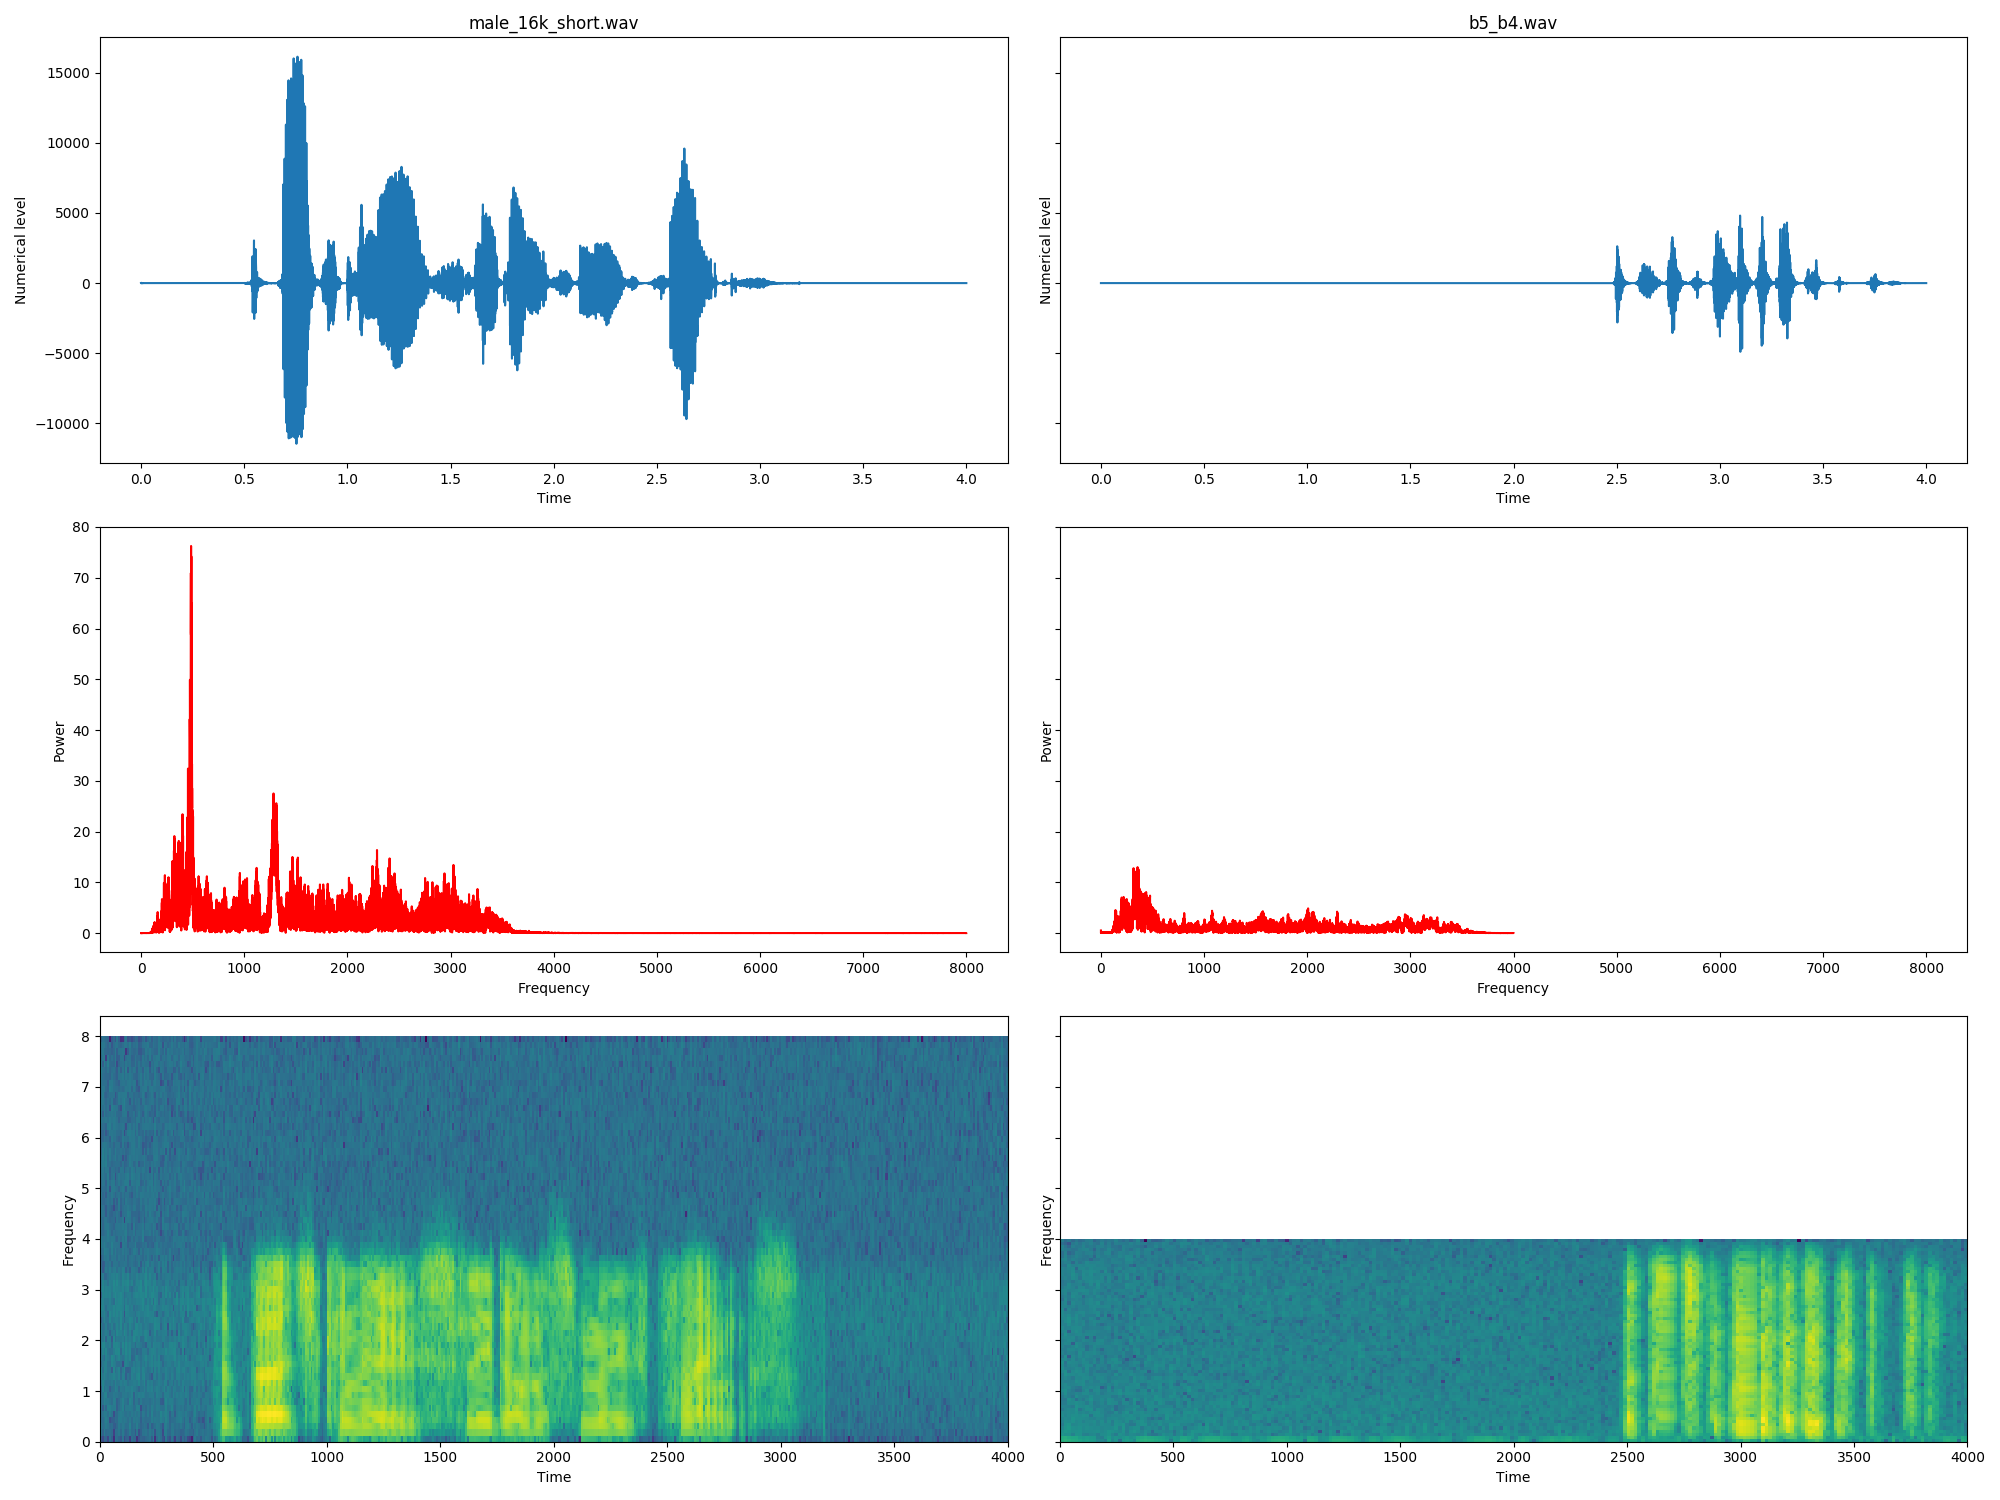 male_16k_short.wav
b5_b4.wav
15000
10000
5000
0
−5000
−10000
Numerical level
0.0 0.5 1.0 1.5 2.0 2.5 3.0 3.5 4.0
Time
Numerical level
0.0 0.5 1.0 1.5 2.0 2.5 3.0 3.5 4.0
Time
80
70
60
50
40
30
20
10
0
Power
0 1000 2000 3000 4000 5000 6000 7000 8000
Frequency
Power
0 1000 2000 3000 4000 5000 6000 7000 8000
Frequency
8
7
6
5
4
3
2
1
0
Frequency
0 500 1000 1500 2000 2500 3000 3500 4000
Time
Frequency
0 500 1000 1500 2000 2500 3000 3500 4000
Time